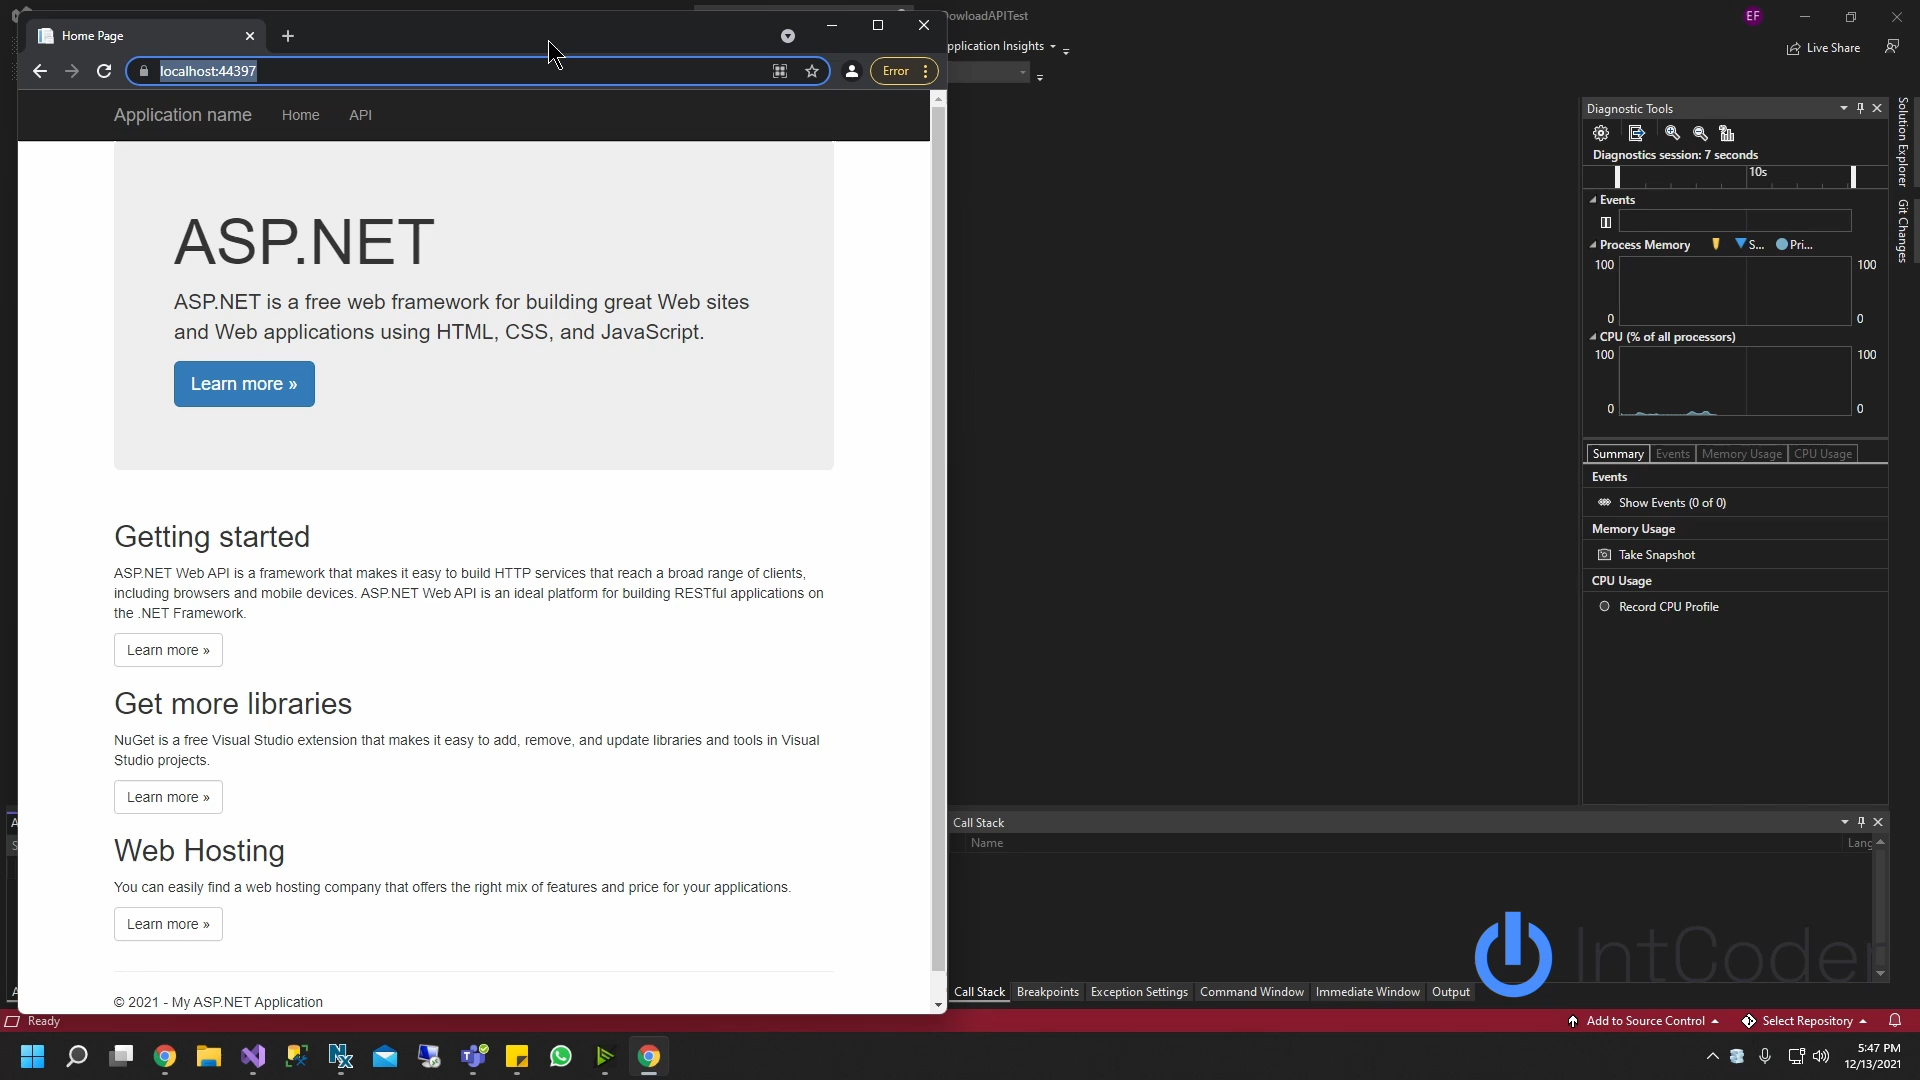 Home Page
localhost:44397
Error
Application name
Home
API
ASP.NET
ASP.NET is a free web framework for building great Web sites
and Web applications using HTML, CSS, and JavaScript.
Learn more »
Getting started
ASP.NET Web API is a framework that makes it easy to build HTTP services that reach a broad range of clients,
including browsers and mobile devices. ASP.NET Web API is an ideal platform for building RESTful applications on
the .NET Framework.
Learn more »
Get more libraries
NuGet is a free Visual Studio extension that makes it easy to add, remove, and update libraries and tools in Visual
Studio projects.
Learn more »
Web Hosting
You can easily find a web hosting company that offers the right mix of features and price for your applications.
Learn more »
© 2021 - My ASP.NET Application
DowloadAPITest
EF
pplication Insights
Live Share
Diagnostic Tools
Diagnostics session: 7 seconds
10s
Events
Process Memory
S...
Pri...
100
100
0
0
CPU (% of all processors)
100
100
0
0
Summary
Events
Memory Usage
CPU Usage
Events
Show Events (0 of 0)
Memory Usage
Take Snapshot
CPU Usage
Record CPU Profile
Solution Explorer
Git Changes
Call Stack
Name
Lang
IntCoder
Call Stack
Breakpoints
Exception Settings
Command Window
Immediate Window
Output
Ready
Add to Source Control
Select Repository
5:47 PM
12/13/2021